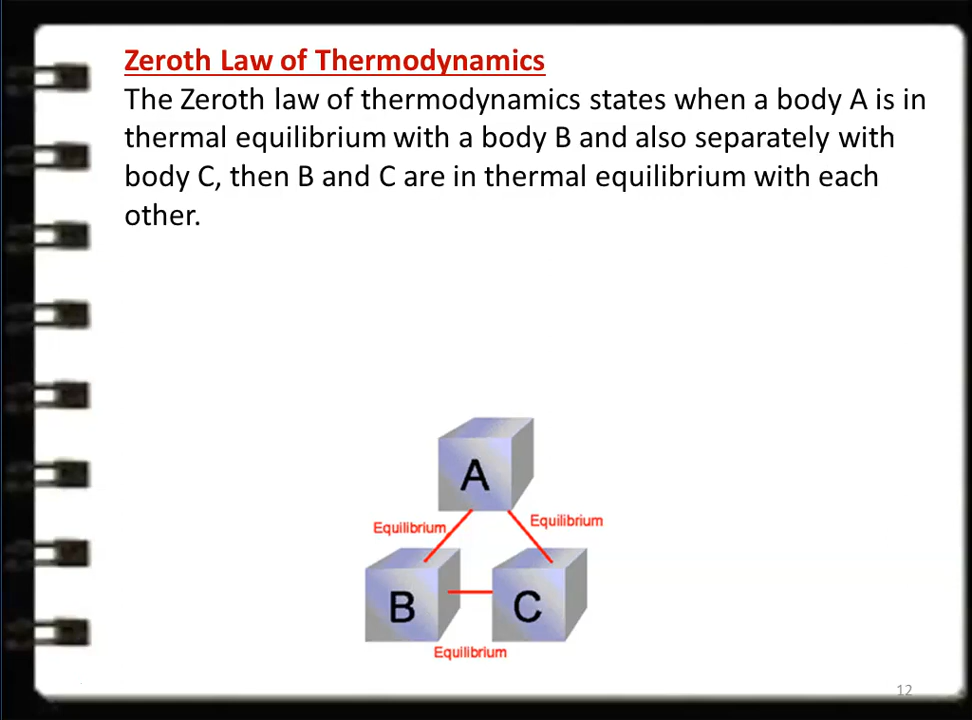 Zeroth Law of Thermodynamics
The Zeroth law of thermodynamics states when a body A is in
thermal equilibrium with a body B and also separately with
body C, then B and C are in thermal equilibrium with each
other.
A
Equilibrium
Equilibrium
B
C
Equilibrium
12